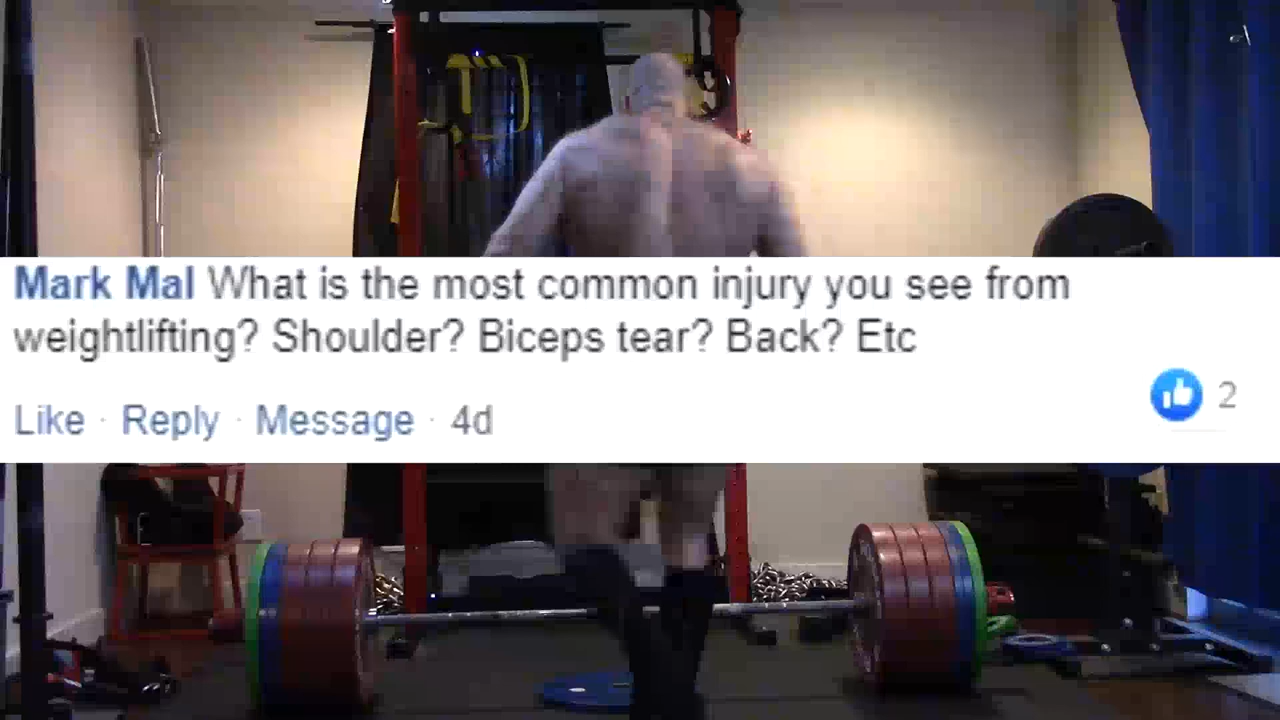 Mark Mal What is the most common injury you see from
weightlifting? Shoulder? Biceps tear? Back? Etc
2
Like · Reply · Message · 4d